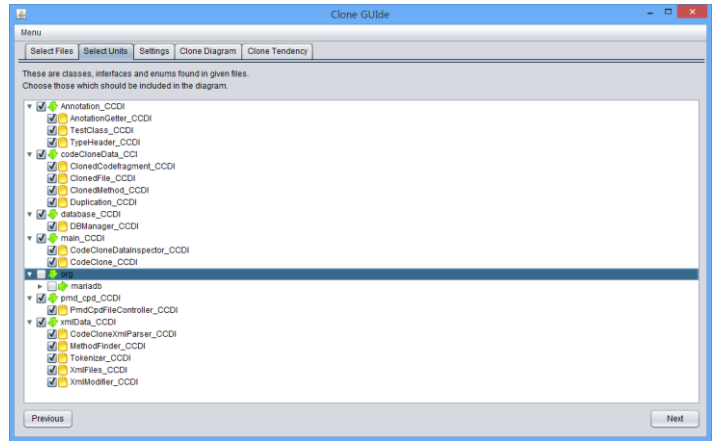 Clone GUIde
Menu
Select Files Select Units Settings Clone Diagram Clone Tendency
These are classes, interfaces and enums found in given files.
Choose those which should be included in the diagram.
Annotation_CCDI
AnotationGetter_CCDI
TestClass_CCDI
TypeHeader_CCDI
codeCloneData_CCI
ClonedCodefragment_CCDI
ClonedFile_CCDI
ClonedMethod_CCDI
Duplication_CCDI
database_CCDI
DBManager_CCDI
main_CCDI
CodeCloneDataInspector_CCDI
CodeClone_CCDI
org
mariadb
pmd_cpd_CCDI
PmdCpdFileController_CCDI
xmlData_CCDI
CodeCloneXmlParser_CCDI
MethodFinder_CCDI
Tokenizer_CCDI
XmlFiles_CCDI
XmlModifier_CCDI
Previous Next